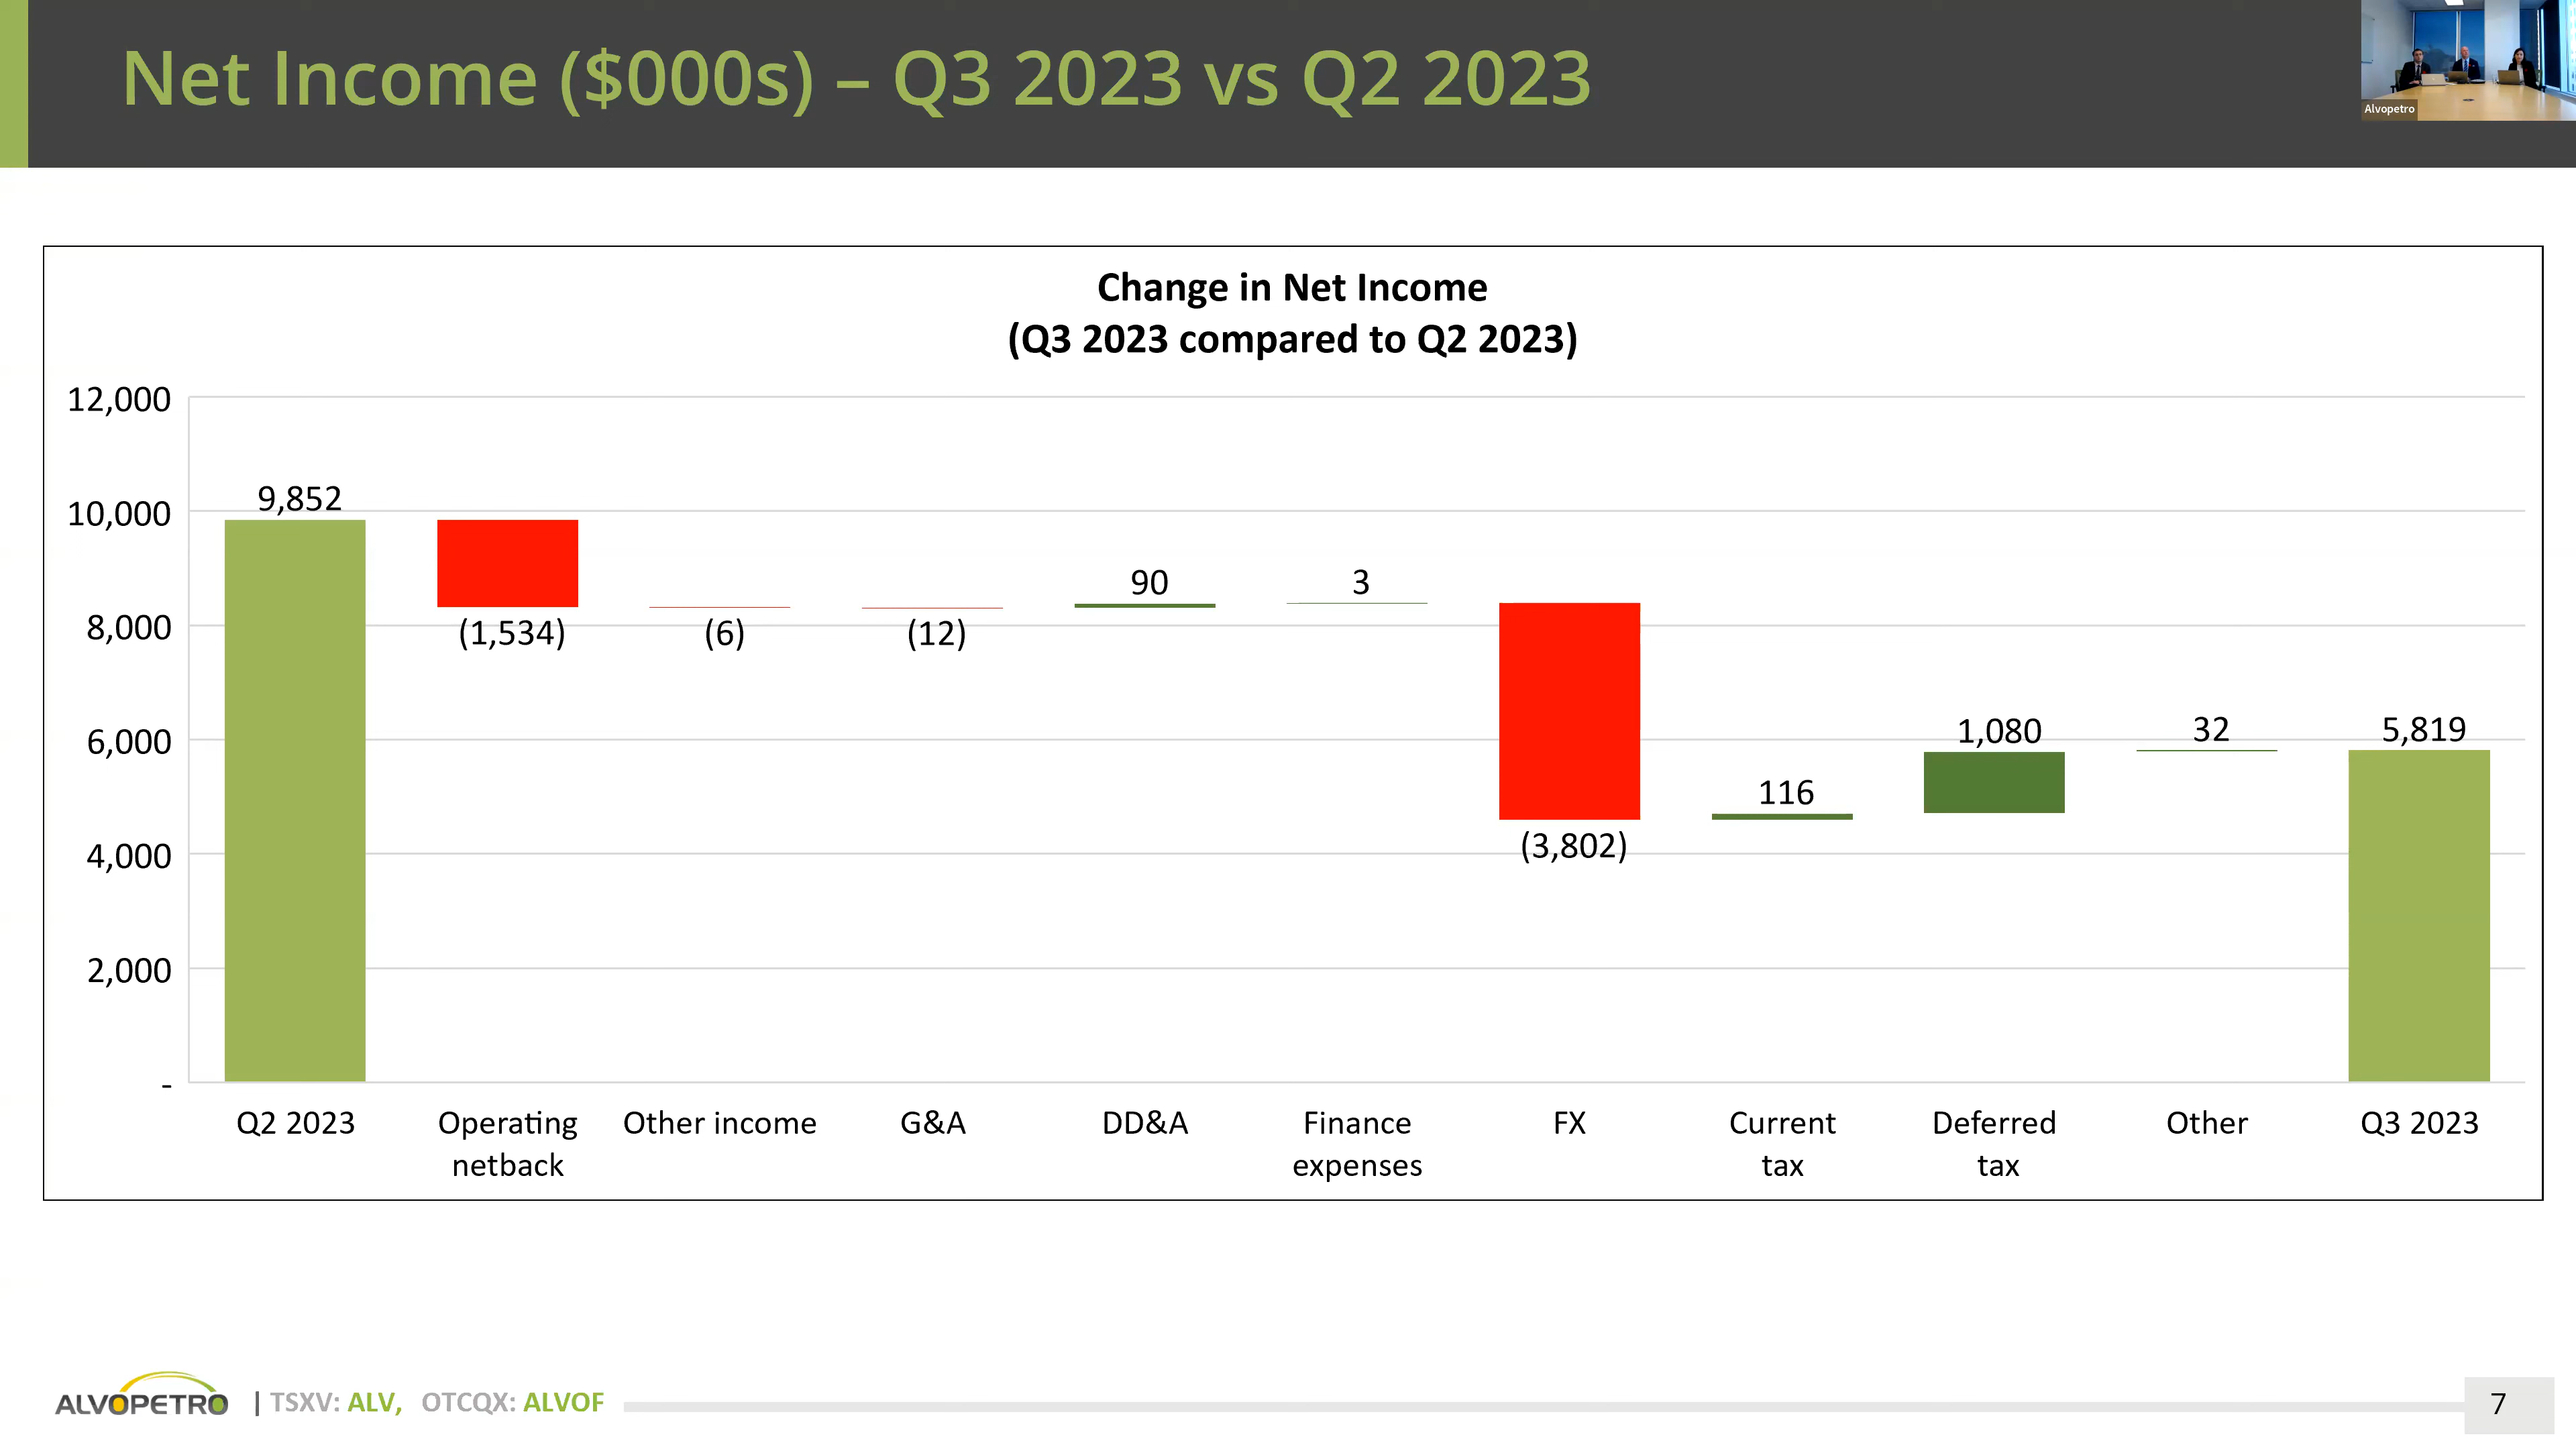 Net Income ($000s) – Q3 2023 vs Q2 2023
Alvopetro
Change in Net Income
(Q3 2023 compared to Q2 2023)
12,000
10,000
8,000
6,000
4,000
2,000
-
9,852
(1,534)
(6)
(12)
90
3
(3,802)
116
1,080
32
5,819
Q2 2023
Operating
netback
Other income
G&A
DD&A
Finance
expenses
FX
Current
tax
Deferred
tax
Other
Q3 2023
ALVOPETRO | TSXV: ALV, OTCQX: ALVOF
7